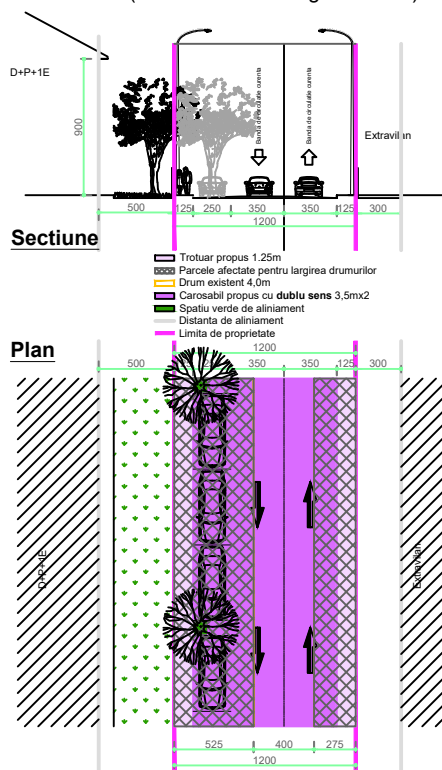 D+P+1E
900
Banda de circulatie curenta
Banda de circulatie curenta
Extravilan
500
125
250
350
350
125
300
1200
Sectiune
Trotuar propus 1.25m
Parcele afectate pentru largirea drumurilor
Drum existent 4,0m
Carosabil propus cu dublu sens 3,5mx2
Spatiu verde de aliniament
Distanta de aliniament
Limita de proprietate
Plan
1200
500
350
350
125
300
D+P+1E
Extravilan
525
400
275
1200